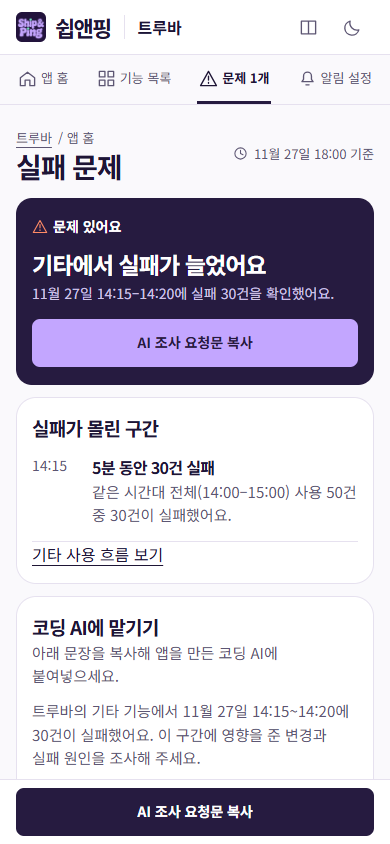 Ship&
Ping
쉽앤핑
트루바
앱 홈
기능 목록
문제 1개
알림 설정
트루바 / 앱 홈
실패 문제
11월 27일 18:00 기준
문제 있어요
기타에서 실패가 늘었어요
11월 27일 14:15–14:20에 실패 30건을 확인했어요.
AI 조사 요청문 복사
실패가 몰린 구간
14:15
5분 동안 30건 실패
같은 시간대 전체(14:00–15:00) 사용 50건
중 30건이 실패했어요.
기타 사용 흐름 보기
코딩 AI에 맡기기
아래 문장을 복사해 앱을 만든 코딩 AI에
붙여넣으세요.
트루바의 기타 기능에서 11월 27일 14:15~14:20에
30건이 실패했어요. 이 구간에 영향을 준 변경과
실패 원인을 조사해 주세요.
AI 조사 요청문 복사